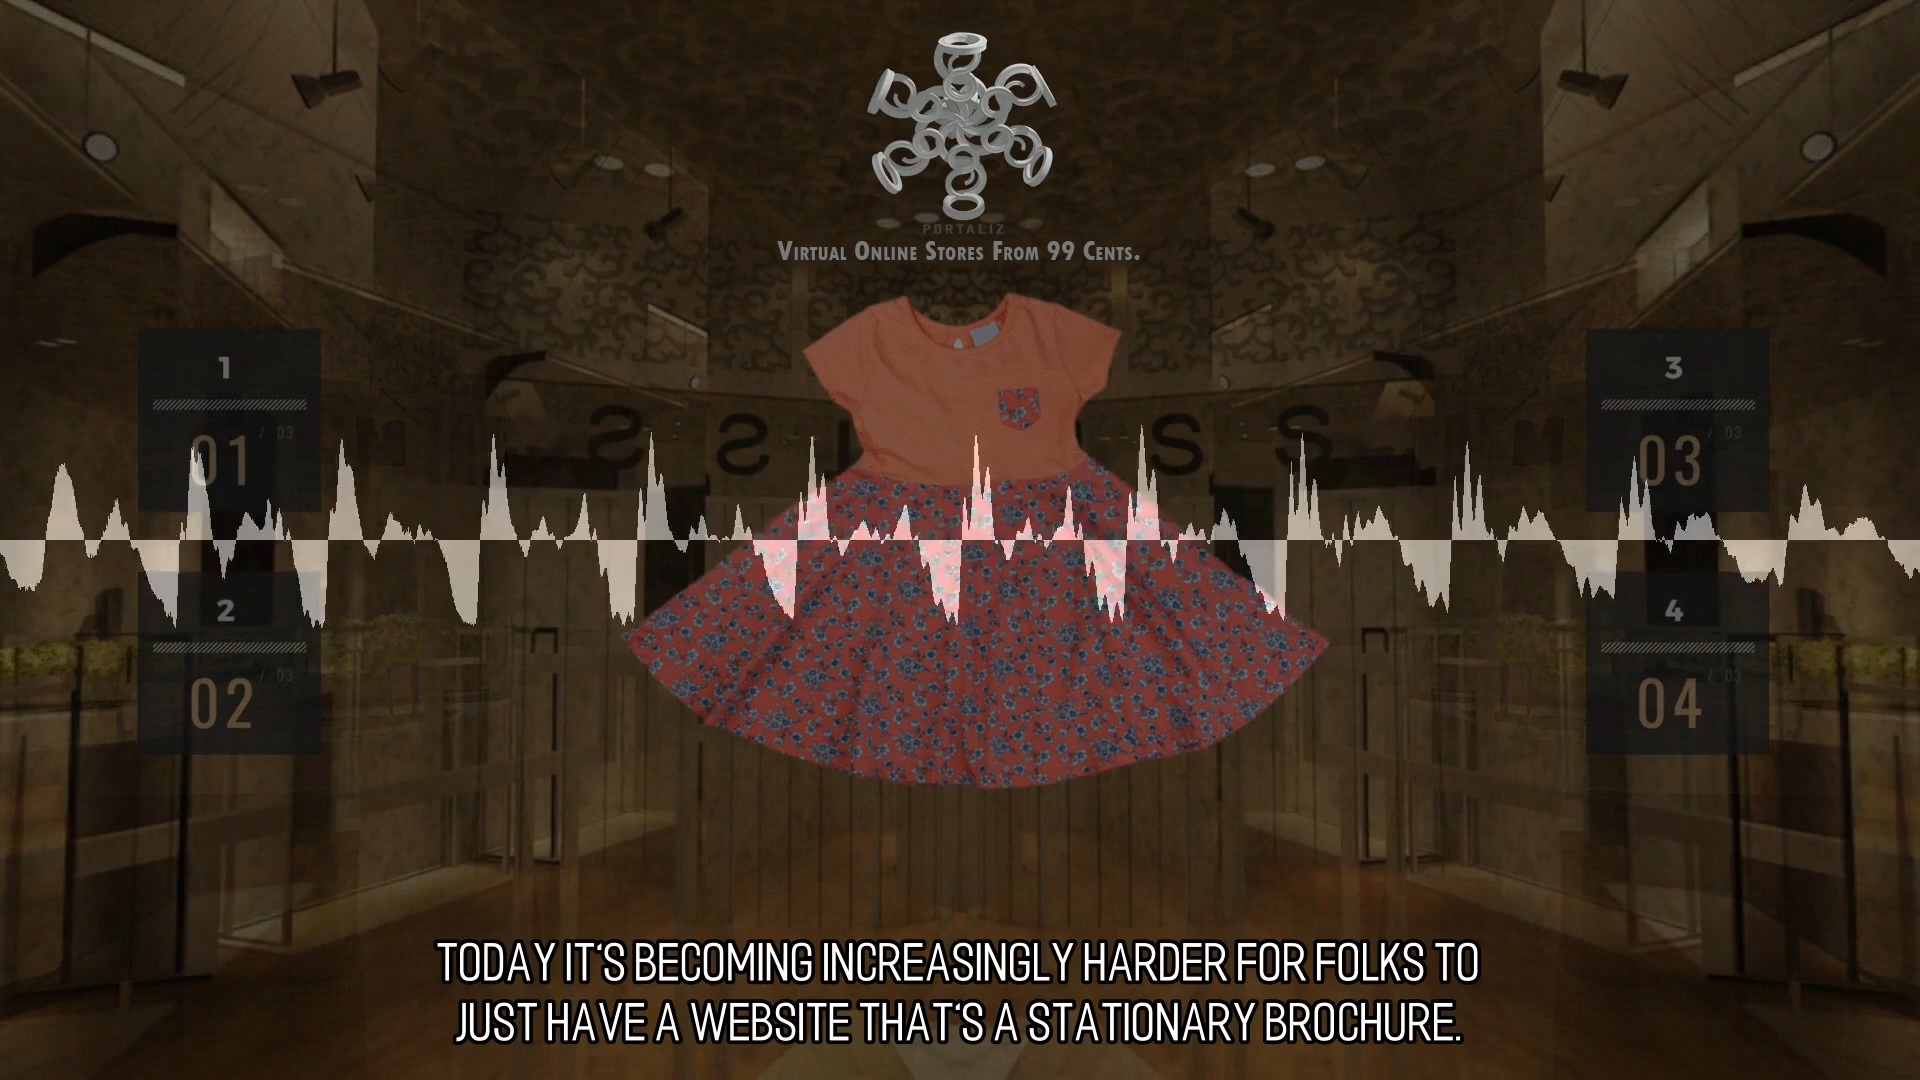 PORTALIZ
Virtual Online Stores From 99 Cents.
1
01 / 03
2
02 / 03
3
03 / 03
4
04 / 03
S S S S
TODAY IT'S BECOMING INCREASINGLY HARDER FOR FOLKS TO
JUST HAVE A WEBSITE THAT'S A STATIONARY BROCHURE.